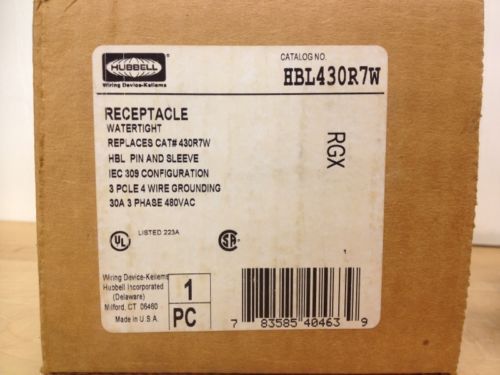 HUBBELL
Wiring Device-Kellems
CATALOG NO.
HBL430R7W
RECEPTACLE
WATERTIGHT
REPLACES CAT# 430R7W
HBL PIN AND SLEEVE
IEC 309 CONFIGURATION
3 POLE 4 WIRE GROUNDING
30A 3 PHASE 480VAC
RGX
UL
LISTED 223A
SA
1
Wiring Device-Kellems
Hubbell Incorporated
(Delaware)
Milford, CT 06460
Made in U.S.A.
1
PC
7 83585 40463 9